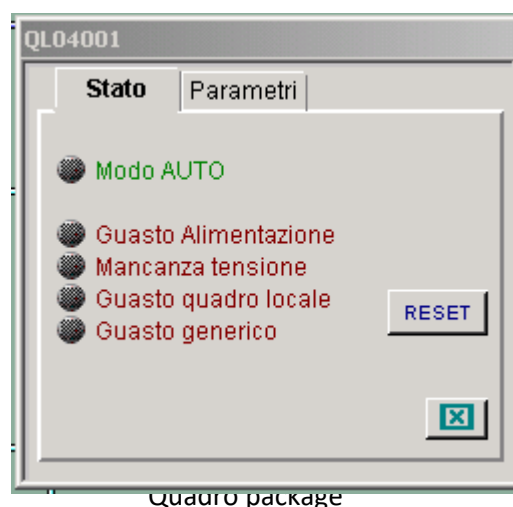 QL04001
Stato Parametri
Modo AUTO
Guasto Alimentazione
Mancanza tensione
Guasto quadro locale
RESET
Guasto generico
Quadro package